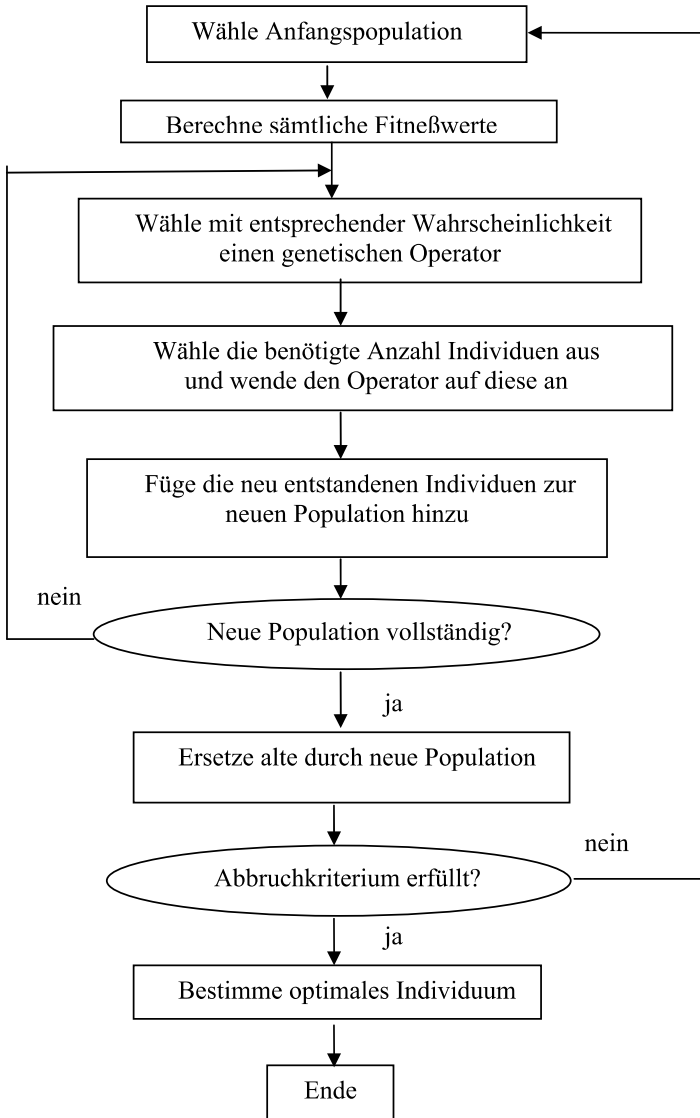 Wähle Anfangspopulation
Berechne sämtliche Fitneßwerte
Wähle mit entsprechender Wahrscheinlichkeit
einen genetischen Operator
Wähle die benötigte Anzahl Individuen aus
und wende den Operator auf diese an
Füge die neu entstandenen Individuen zur
neuen Population hinzu
nein
Neue Population vollständig?
ja
Ersetze alte durch neue Population
nein
Abbruchkriterium erfüllt?
ja
Bestimme optimales Individuum
Ende